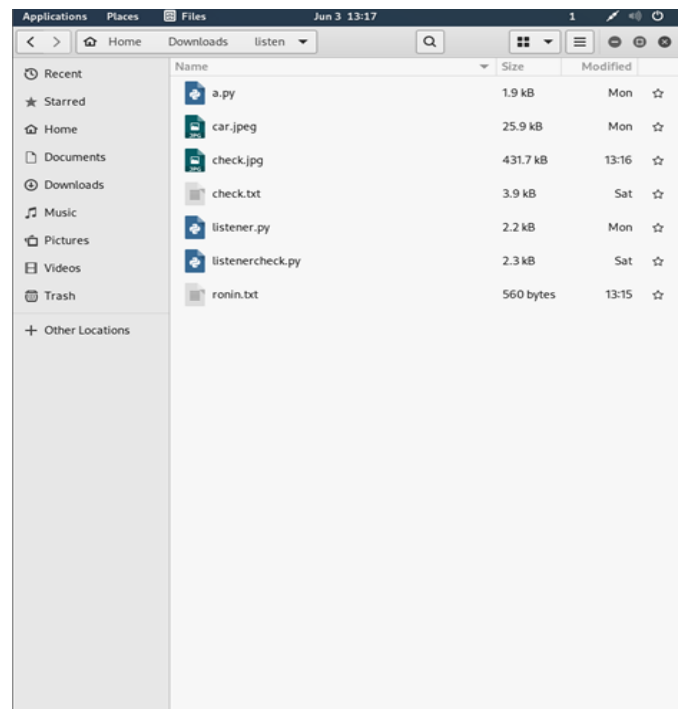 Applications Places Files Jun 3 13:17 1
Home Downloads listen
Name Size Modified
Recent
Starred
Home
Documents
Downloads
Music
Pictures
Videos
Trash
+ Other Locations
a.py 1.9 kB Mon
JPG car.jpeg 25.9 kB Mon
JPG check.jpg 431.7 kB 13:16
check.txt 3.9 kB Sat
listener.py 2.2 kB Mon
listenercheck.py 2.3 kB Sat
ronin.txt 560 bytes 13:15